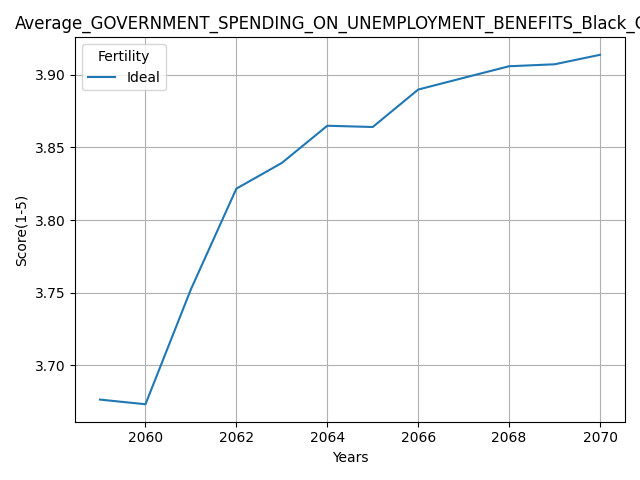 Average_GOVERNMENT_SPENDING_ON_UNEMPLOYMENT_BENEFITS_Black_
Fertility
Ideal
3.90
3.85
3.80
3.75
3.70
Score(1-5)
2060 2062 2064 2066 2068 2070
Years